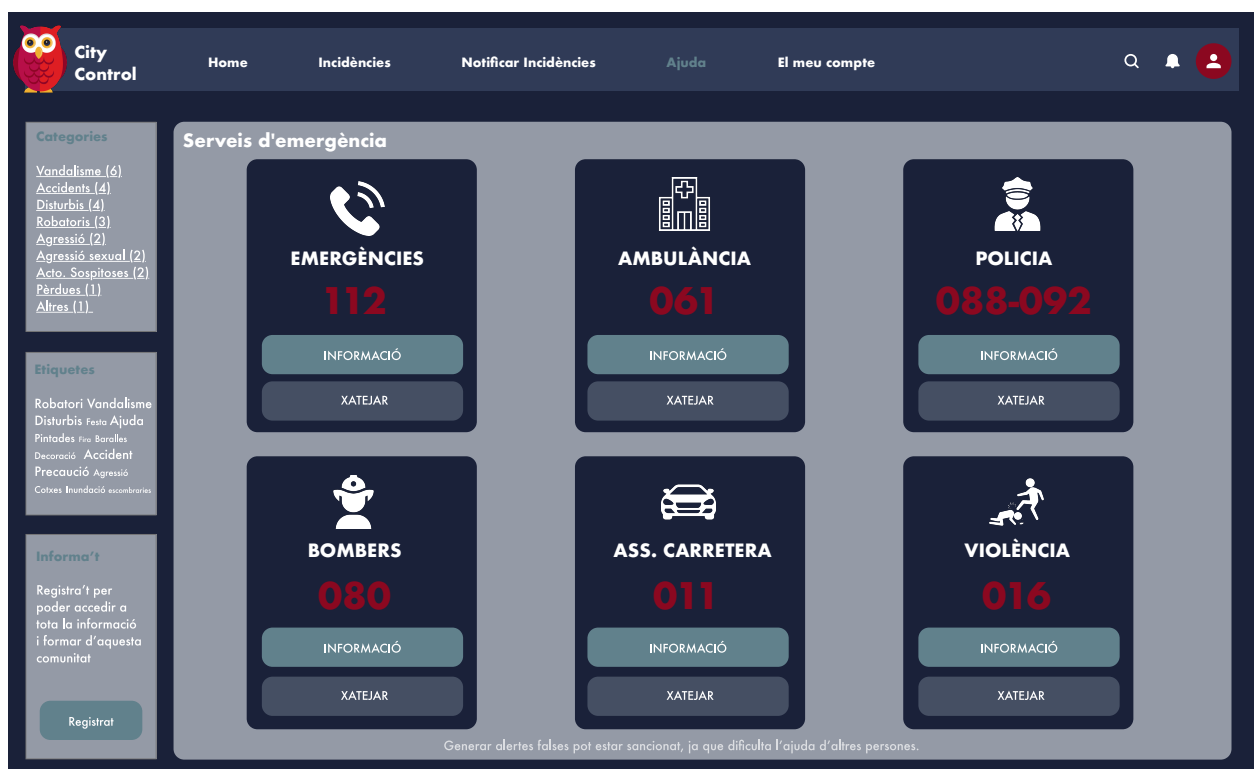 City
Control
Home Incidències Notificar Incidències Ajuda El meu compte
Categories
Vandalisme (6)
Accidents (4)
Disturbis (4)
Robatoris (3)
Agressió (2)
Agressió sexual (2)
Acto. Sospitoses (2)
Pèrdues (1)
Altres (1)
Etiquetes
Robatori Vandalisme
Disturbis Festa Ajuda
Pintades Fira Baralles
Decoració Accident
Precaució Agressió
Cotxes Inundació escombraries
Informa't
Registra't per
poder accedir a
tota la informació
i formar d'aquesta
comunitat
Registrat
Serveis d'emergència
EMERGÈNCIES
112
INFORMACIÓ
XATEJAR
AMBULÀNCIA
061
INFORMACIÓ
XATEJAR
POLICIA
088-092
INFORMACIÓ
XATEJAR
BOMBERS
080
INFORMACIÓ
XATEJAR
ASS. CARRETERA
011
INFORMACIÓ
XATEJAR
VIOLÈNCIA
016
INFORMACIÓ
XATEJAR
Generar alertes falses pot estar sancionat, ja que dificulta l'ajuda d'altres persones.